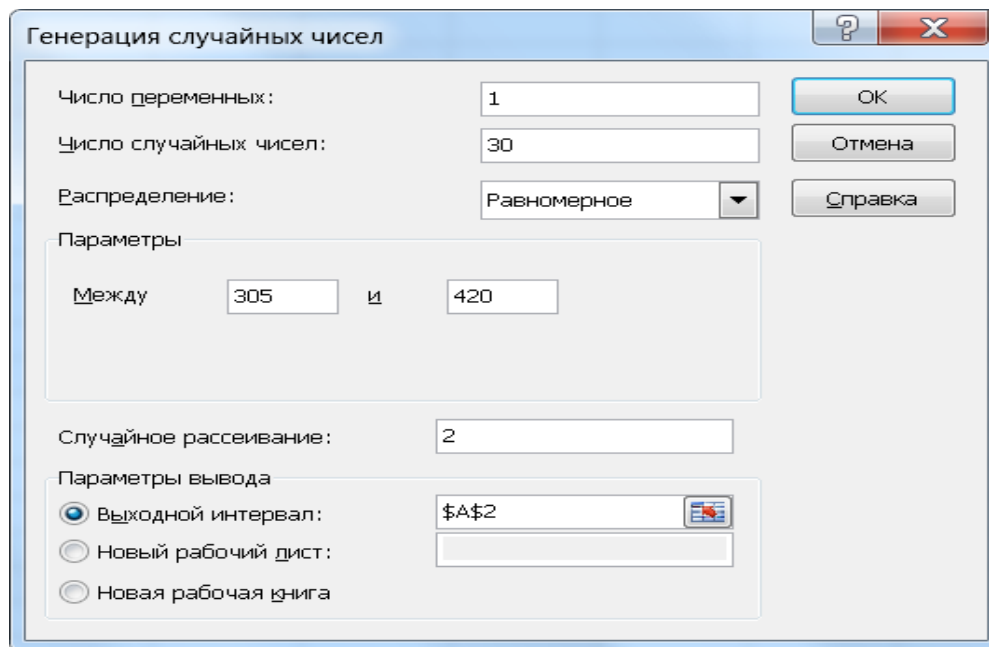 Генерация случайных чисел
Число переменных: 1
ОК
Число случайных чисел: 30
Отмена
Распределение: Равномерное
Справка
Параметры
Между 305 и 420
Случайное рассеивание: 2
Параметры вывода
Выходной интервал: $A$2
Новый рабочий лист:
Новая рабочая книга